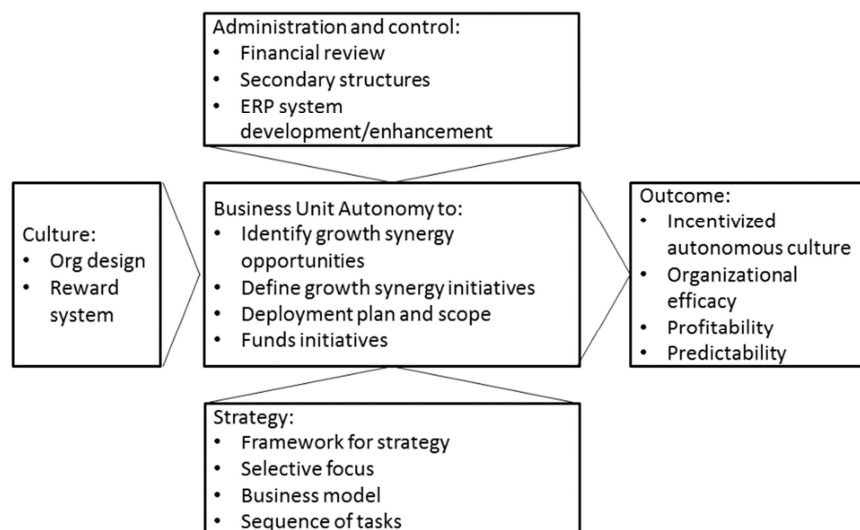 Administration and control:
• Financial review
• Secondary structures
• ERP system
development/enhancement
Culture:
• Org design
• Reward
system
Business Unit Autonomy to:
• Identify growth synergy
opportunities
• Define growth synergy initiatives
• Deployment plan and scope
• Funds initiatives
Outcome:
• Incentivized
autonomous culture
• Organizational
efficacy
• Profitability
• Predictability
Strategy:
• Framework for strategy
• Selective focus
• Business model
• Sequence of tasks